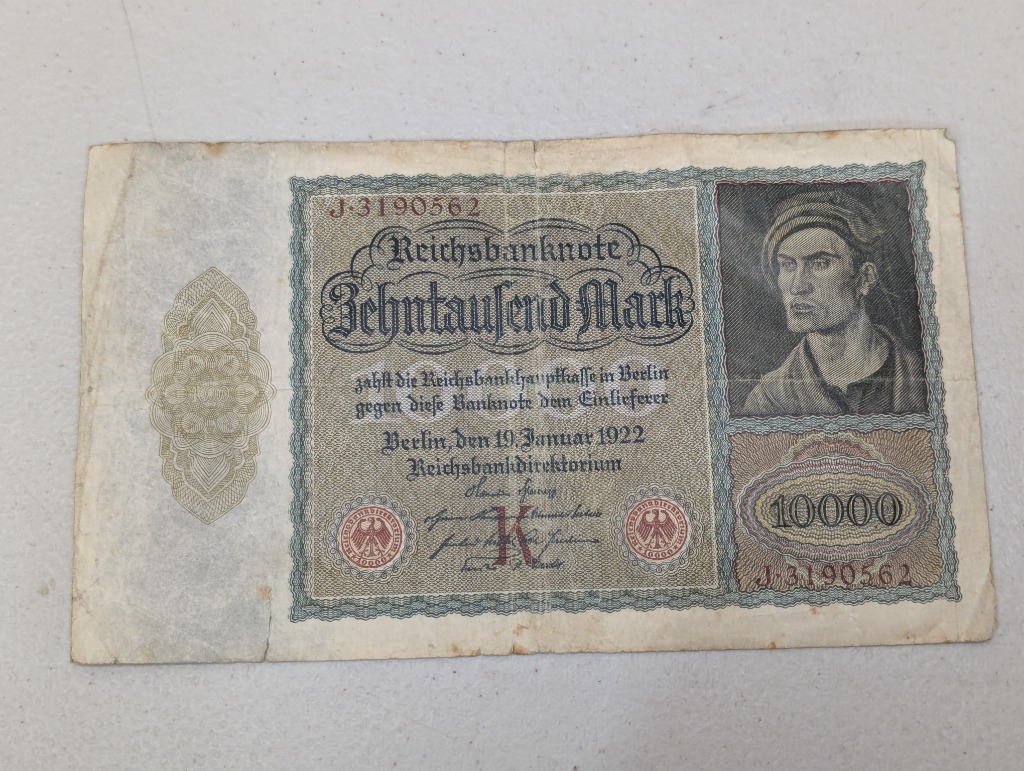 J·3190562
Reichsbanknote
Zehntausend Mark
zahlt die Reichsbankhauptkasse in Berlin
gegen diese Banknote dem Einlieferer
Berlin, den 19. Januar 1922
Reichsbankdirektorium
K
10000
J·3190562